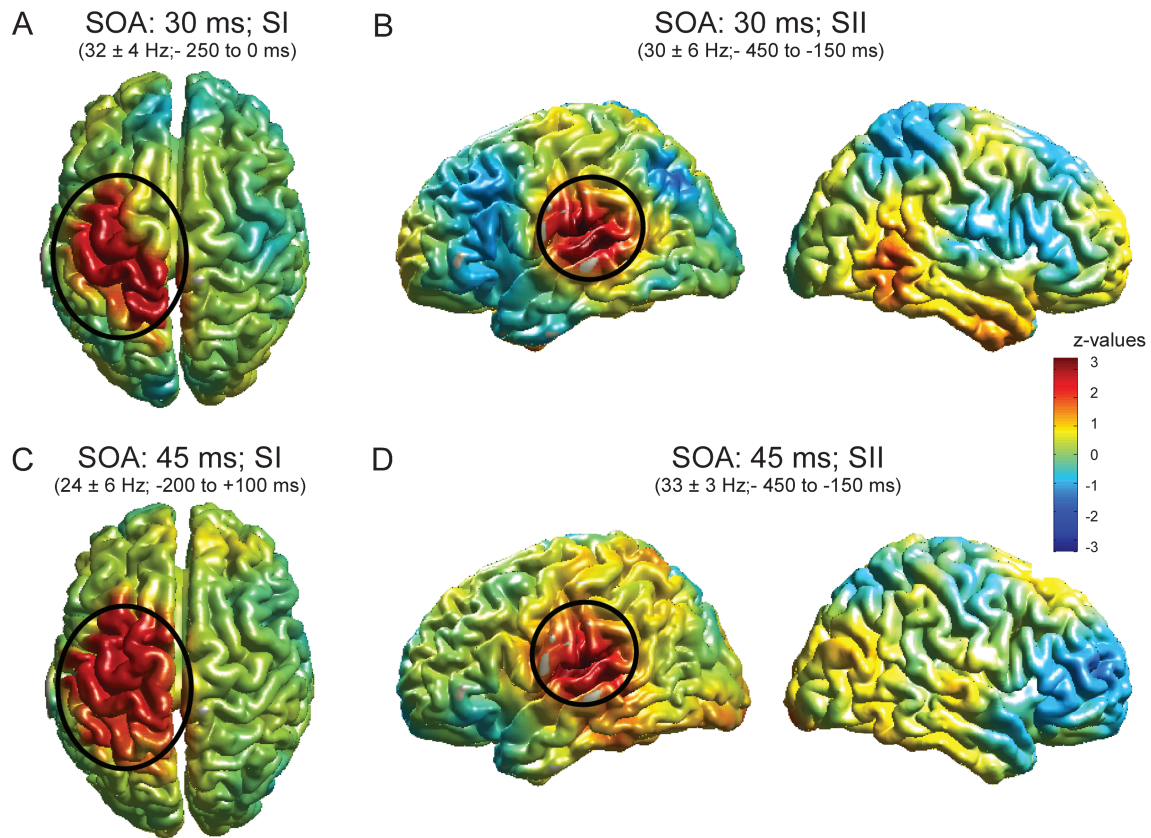 A
SOA: 30 ms; SI
(32 ± 4 Hz;- 250 to 0 ms)
B
SOA: 30 ms; SII
(30 ± 6 Hz;- 450 to -150 ms)
z-values
3
2
1
0
-1
-2
-3
C
SOA: 45 ms; SI
(24 ± 6 Hz; -200 to +100 ms)
D
SOA: 45 ms; SII
(33 ± 3 Hz;- 450 to -150 ms)